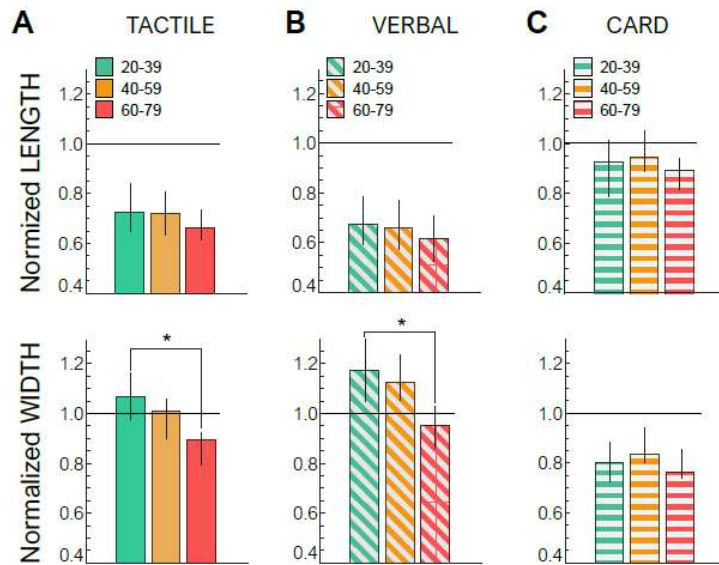 A TACTILE B VERBAL C CARD
20-39 20-39 20-39
40-59 40-59 40-59
60-79 60-79 60-79
Normized LENGTH
1.2 1.2 1.2
1.0 1.0 1.0
0.8 0.8 0.8
0.6 0.6 0.6
0.4 0.4 0.4
Normalized WIDTH
* *
1.2 1.2 1.2
1.0 1.0 1.0
0.8 0.8 0.8
0.6 0.6 0.6
0.4 0.4 0.4